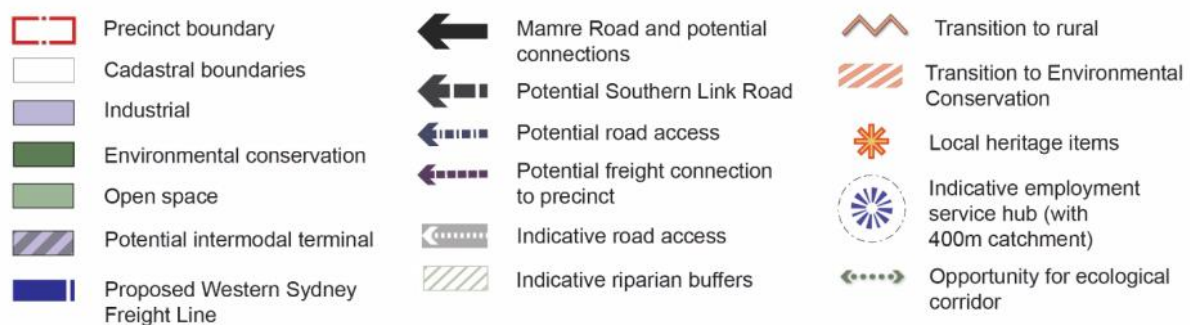 Precinct boundary
Cadastral boundaries
Industrial
Environmental conservation
Open space
Potential intermodal terminal
Proposed Western Sydney
Freight Line
Mamre Road and potential
connections
Potential Southern Link Road
Potential road access
Potential freight connection
to precinct
Indicative road access
Indicative riparian buffers
Transition to rural
Transition to Environmental
Conservation
Local heritage items
Indicative employment
service hub (with
400m catchment)
Opportunity for ecological
corridor